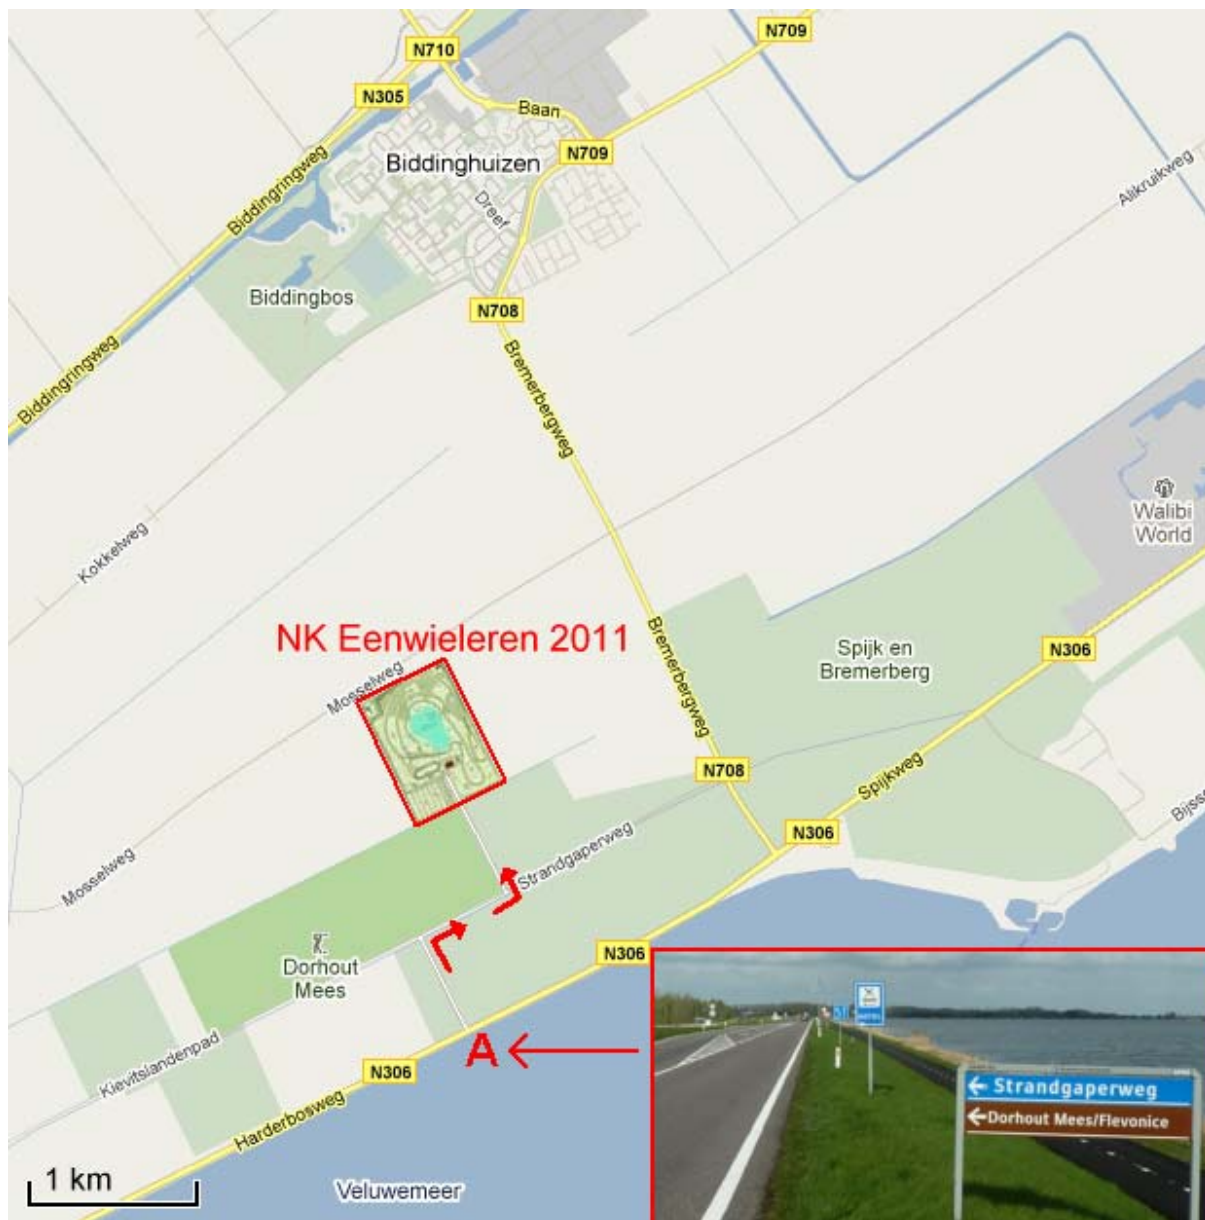 N709
N710
N305
Baan
Biddinghuizen
N709
Biddingringweg
Dreef
Alikruikweg
Biddingbos
N708
Biddingringweg
Bremerbergweg
Walibi
World
Kokkelweg
NK Eenwieleren 2011
Bremerbergweg
Spijk en
Bremerberg
N306
Mosselweg
N708
Spijkweg
N306
Strandgaperweg
Mosselweg
Dorhout
Mees
N306
Kievitslandenpad
A
N306
Harderbosweg
Strandgaperweg
Dorhout Mees/Flevonice
1 km
Veluwemeer